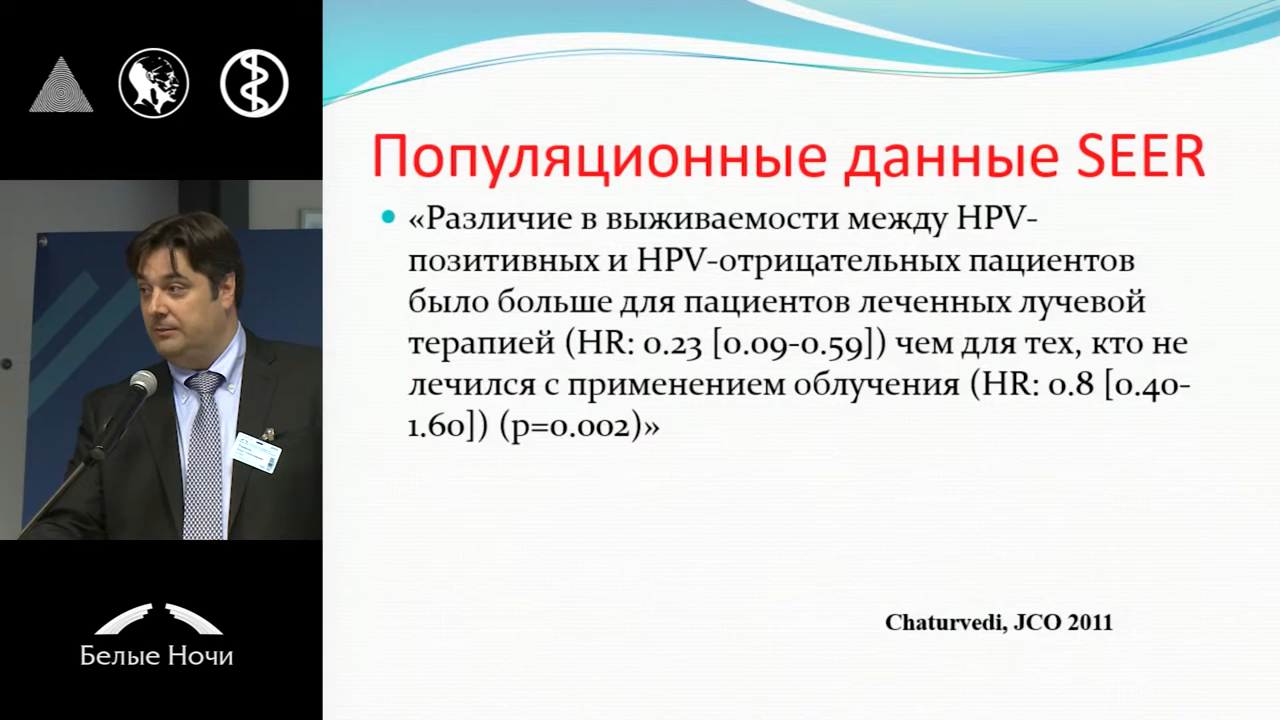 Популяционные данные SEER
• «Различие в выживаемости между HPV-
позитивных и HPV-отрицательных пациентов
было больше для пациентов леченных лучевой
терапией (HR: 0.23 [0.09-0.59]) чем для тех, кто не
лечился с применением облучения (HR: 0.8 [0.40-
1.60]) (p=0.002)»
Chaturvedi, JCO 2011
Белые Ночи